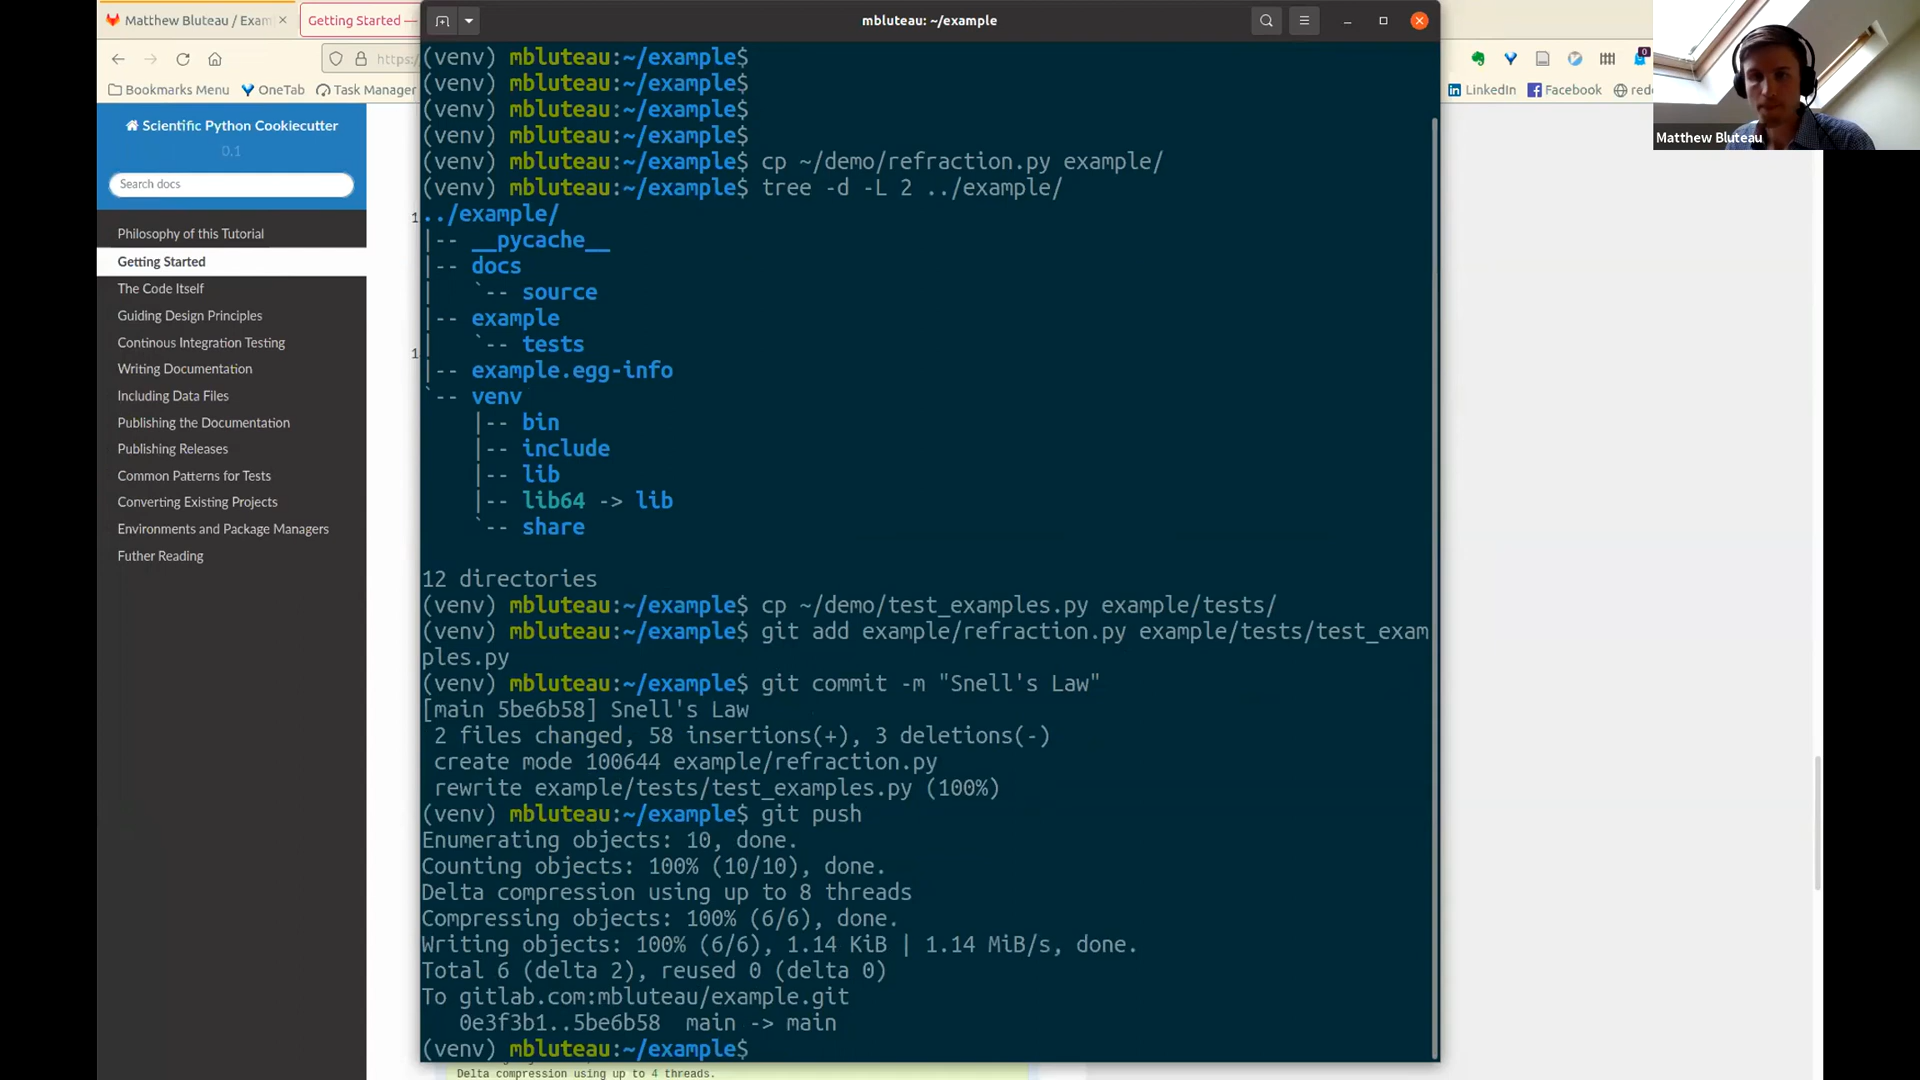 Matthew Bluteau / Exam
Getting Started —
mbluteau: ~/example
https:/
Bookmarks Menu
OneTab
Task Manager
LinkedIn
Facebook
0
Matthew Bluteau
Scientific Python Cookiecutter
0.1
Search docs
Philosophy of this Tutorial
Getting Started
The Code Itself
Guiding Design Principles
Continous Integration Testing
Writing Documentation
Including Data Files
Publishing the Documentation
Publishing Releases
Common Patterns for Tests
Converting Existing Projects
Environments and Package Managers
Futher Reading
(venv) mbluteau:~/example$
(venv) mbluteau:~/example$
(venv) mbluteau:~/example$
(venv) mbluteau:~/example$
(venv) mbluteau:~/example$ cp ~/demo/refraction.py example/
(venv) mbluteau:~/example$ tree -d -L 2 ../example/
../example/
|-- __pycache__
|-- docs
|   `-- source
|-- example
|   `-- tests
|-- example.egg-info
`-- venv
    |-- bin
    |-- include
    |-- lib
    |-- lib64 -> lib
    `-- share
12 directories
(venv) mbluteau:~/example$ cp ~/demo/test_examples.py example/tests/
(venv) mbluteau:~/example$ git add example/refraction.py example/tests/test_exam
ples.py
(venv) mbluteau:~/example$ git commit -m "Snell's Law"
[main 5be6b58] Snell's Law
 2 files changed, 58 insertions(+), 3 deletions(-)
 create mode 100644 example/refraction.py
 rewrite example/tests/test_examples.py (100%)
(venv) mbluteau:~/example$ git push
Enumerating objects: 10, done.
Counting objects: 100% (10/10), done.
Delta compression using up to 8 threads
Compressing objects: 100% (6/6), done.
Writing objects: 100% (6/6), 1.14 KiB | 1.14 MiB/s, done.
Total 6 (delta 2), reused 0 (delta 0)
To gitlab.com:mbluteau/example.git
   0e3f3b1..5be6b58  main -> main
(venv) mbluteau:~/example$
Delta compression using up to 4 threads.